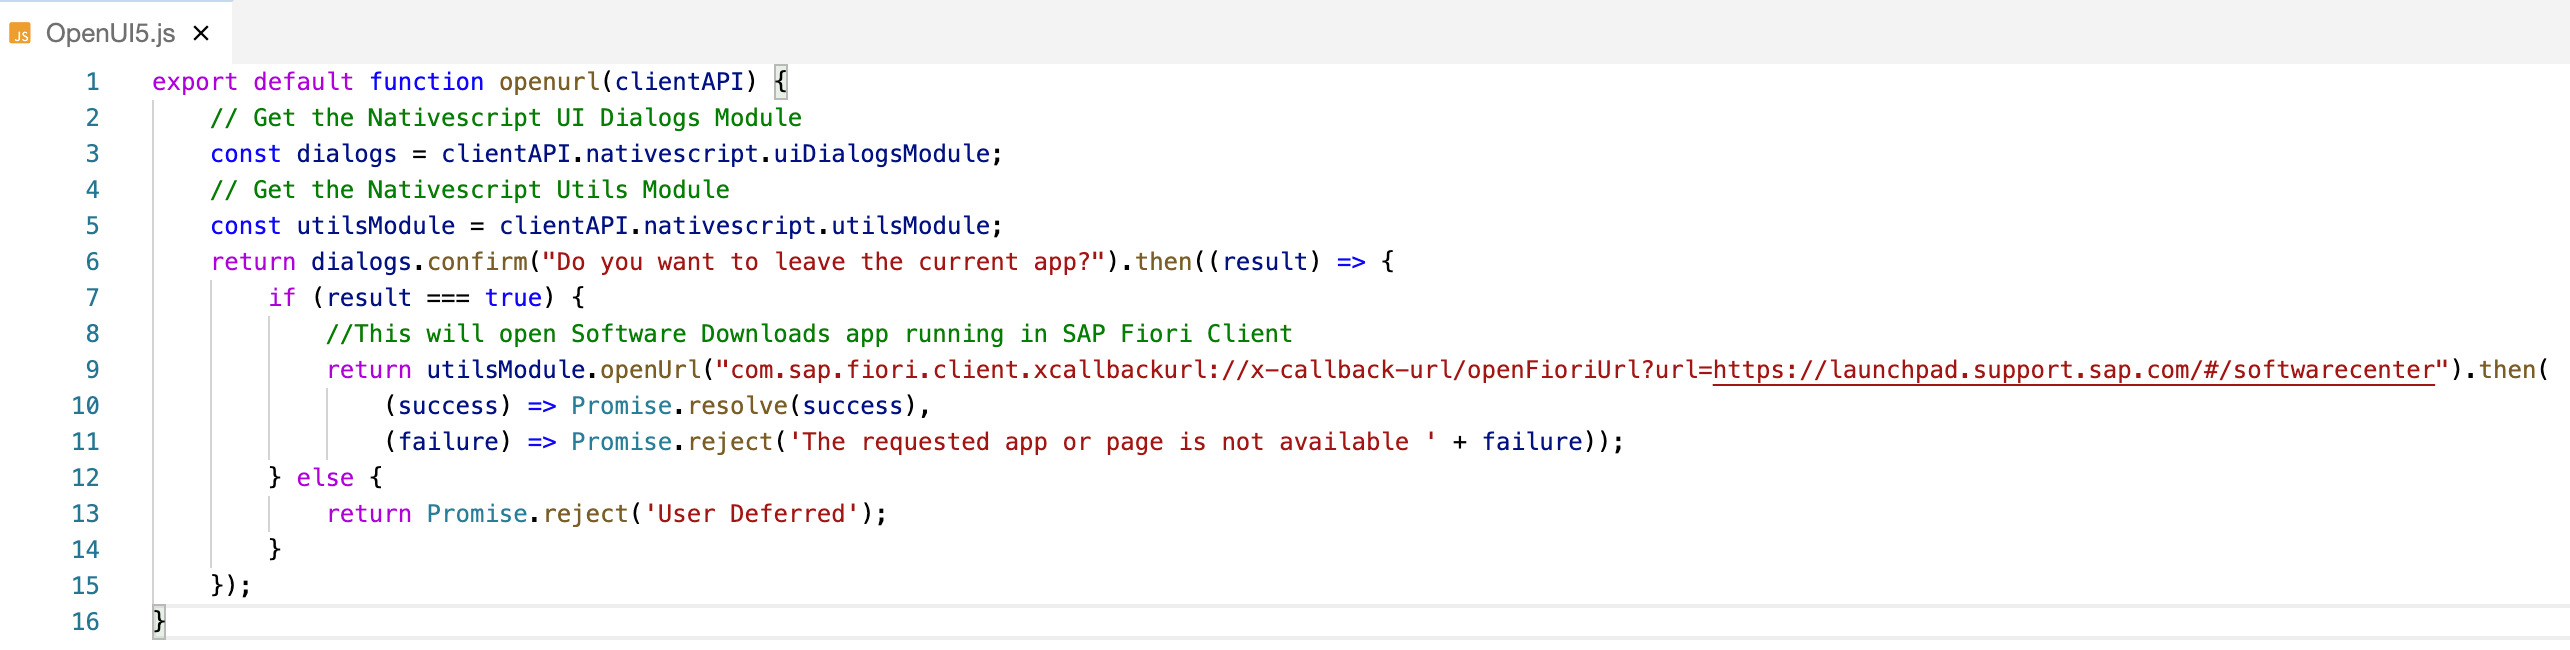 JS OpenUI5.js ×
1 export default function openurl(clientAPI) {
2     // Get the Nativescript UI Dialogs Module
3     const dialogs = clientAPI.nativescript.uiDialogsModule;
4     // Get the Nativescript Utils Module
5     const utilsModule = clientAPI.nativescript.utilsModule;
6     return dialogs.confirm("Do you want to leave the current app?").then((result) => {
7         if (result === true) {
8             //This will open Software Downloads app running in SAP Fiori Client
9             return utilsModule.openUrl("com.sap.fiori.client.xcallbackurl://x-callback-url/openFioriUrl?url=https://launchpad.support.sap.com/#/softwarecenter").then(
10                 (success) => Promise.resolve(success),
11                 (failure) => Promise.reject('The requested app or page is not available ' + failure));
12         } else {
13             return Promise.reject('User Deferred');
14         }
15     });
16 }